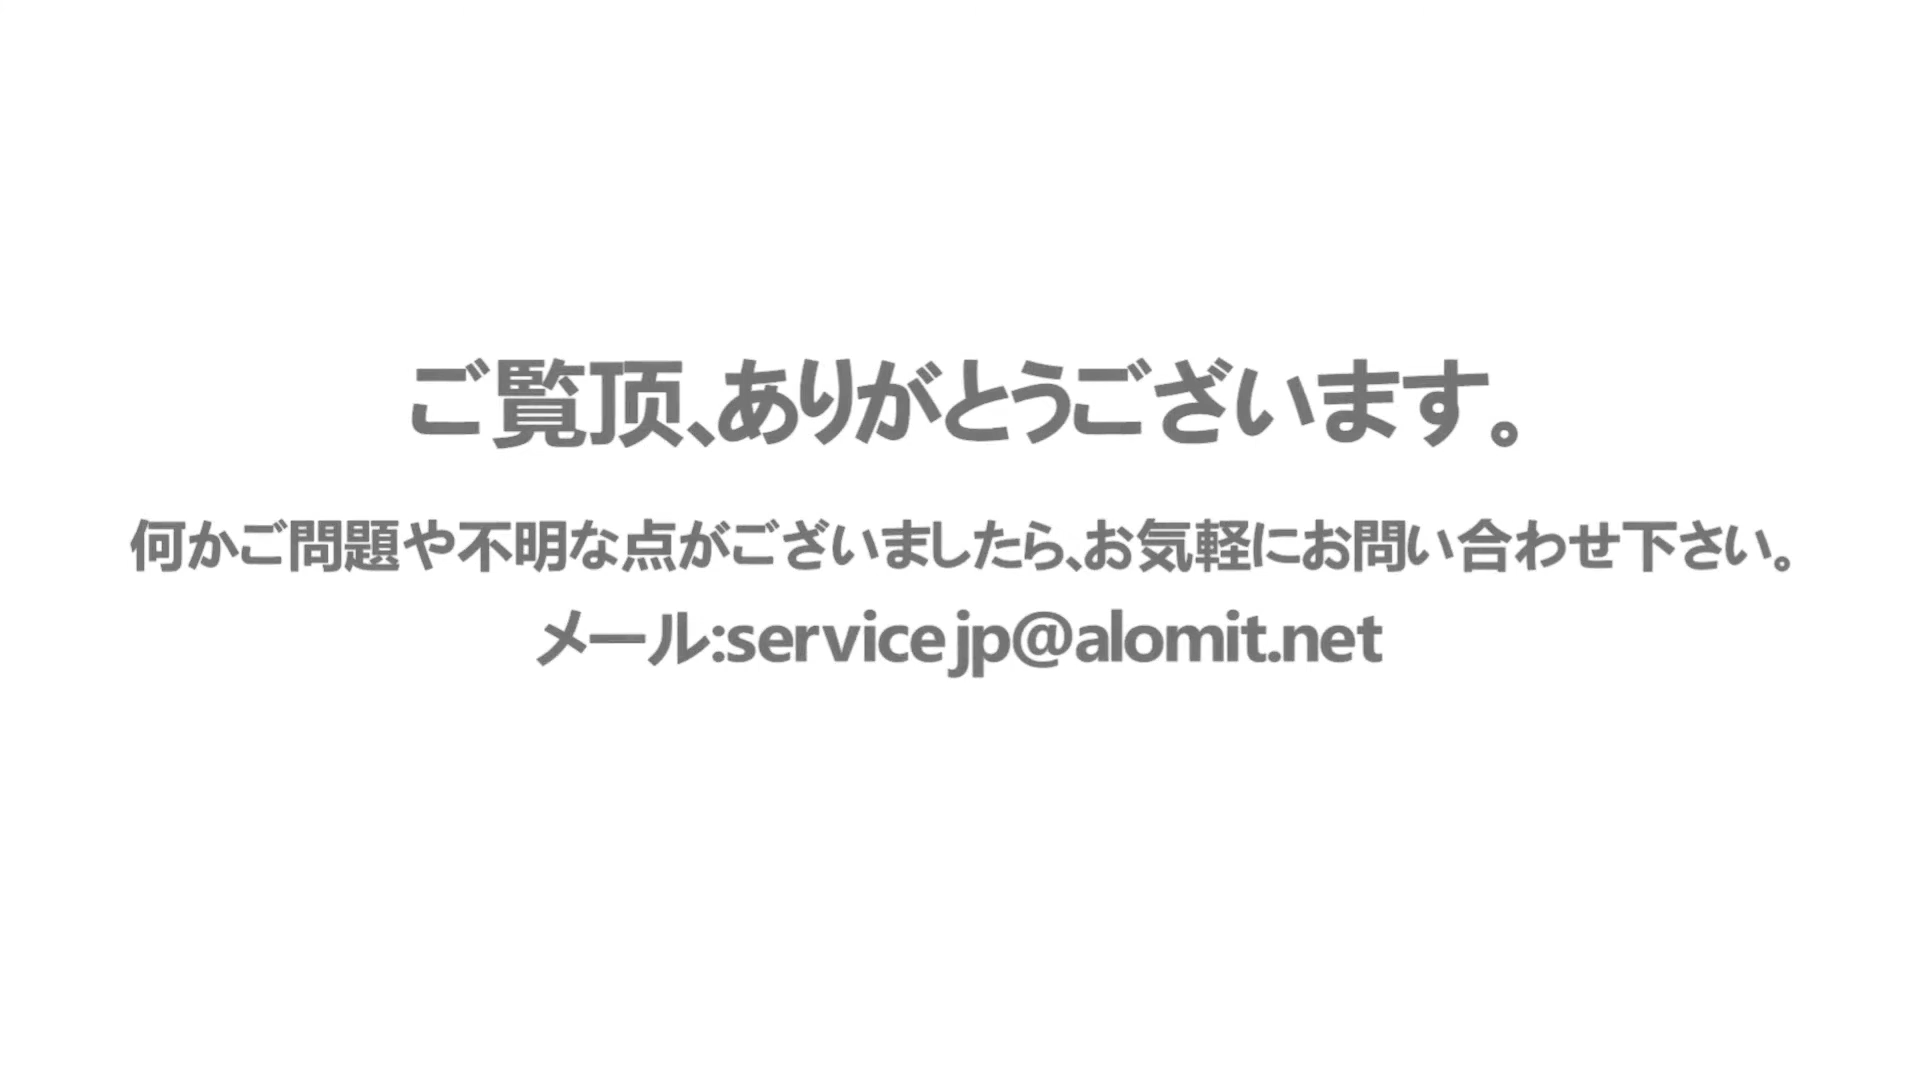 ご覧顶、ありがとうございます。
何かご問題や不明な点がございましたら、お気軽にお問い合わせ下さい。
メール:servicejp@alomit.net